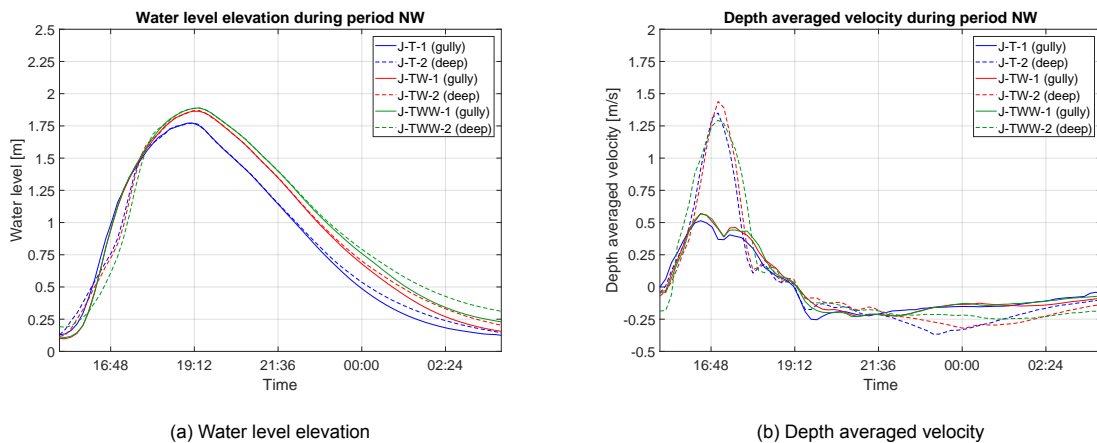 Water level elevation during period NW
2.5
2.25
2
1.75
1.5
1.25
1
0.75
0.5
0.25
0
Water level [m]
16:48 19:12 21:36 00:00 02:24
Time
J-T-1 (gully)
J-T-2 (deep)
J-TW-1 (gully)
J-TW-2 (deep)
J-TWW-1 (gully)
J-TWW-2 (deep)
(a) Water level elevation
Depth averaged velocity during period NW
2
1.75
1.5
1.25
1
0.75
0.5
0.25
0
-0.25
-0.5
Depth averaged velocity [m/s]
16:48 19:12 21:36 00:00 02:24
Time
J-T-1 (gully)
J-T-2 (deep)
J-TW-1 (gully)
J-TW-2 (deep)
J-TWW-1 (gully)
J-TWW-2 (deep)
(b) Depth averaged velocity